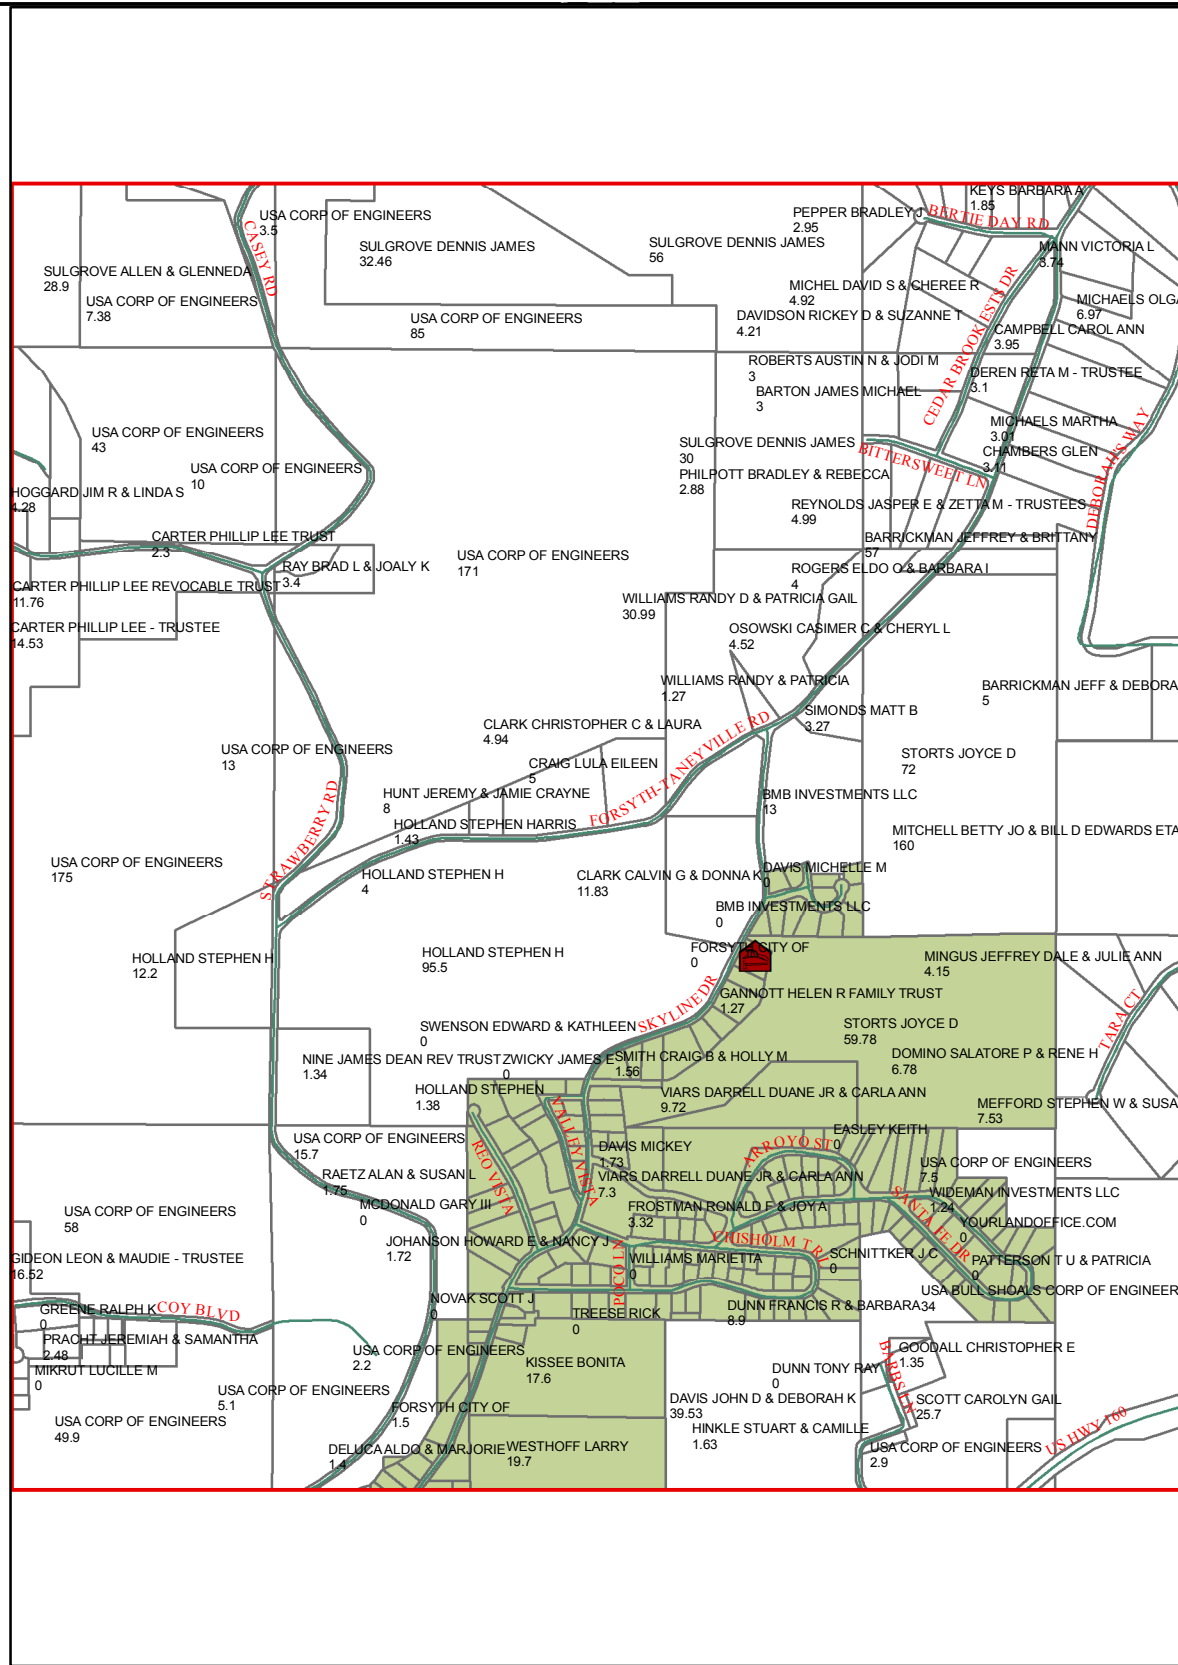 KEYS BARBARA A
1.85
PEPPER BRADLEY J
2.95
BERTIE DAY RD
USA CORP OF ENGINEERS
3.5
CASEY RD
SULGROVE DENNIS JAMES
32.46
SULGROVE DENNIS JAMES
56
MANN VICTORIA L
3.74
SULGROVE ALLEN & GLENNEDA
28.9
USA CORP OF ENGINEERS
7.38
MICHEL DAVID S & CHEREE R
4.92
MICHAELS OLGA
6.97
USA CORP OF ENGINEERS
85
DAVIDSON RICKEY D & SUZANNE T
4.21
CAMPBELL CAROL ANN
3.95
CEDAR BROOK ESTS DR
ROBERTS AUSTIN N & JODI M
3
DEREN RETA M - TRUSTEE
3.1
BARTON JAMES MICHAEL
3
MICHAELS MARTHA
3.01
USA CORP OF ENGINEERS
43
SULGROVE DENNIS JAMES
30
BITTERSWEET LN
CHAMBERS GLEN
3.11
DEBORAH'S WAY
USA CORP OF ENGINEERS
10
PHILPOTT BRADLEY & REBECCA
2.88
HOGGARD JIM R & LINDA S
4.28
REYNOLDS JASPER E & ZETTA M - TRUSTEES
4.99
CARTER PHILLIP LEE TRUST
2.3
BARRICKMAN JEFFREY & BRITTANY
57
USA CORP OF ENGINEERS
171
RAY BRAD L & JOALY K
3.4
ROGERS ELDO O & BARBARA I
4
CARTER PHILLIP LEE REVOCABLE TRUST
11.76
WILLIAMS RANDY D & PATRICIA GAIL
30.99
CARTER PHILLIP LEE - TRUSTEE
14.53
OSOWSKI CASIMER C & CHERYL L
4.52
WILLIAMS RANDY & PATRICIA
1.27
BARRICKMAN JEFF & DEBORA
5
SIMONDS MATT B
3.27
CLARK CHRISTOPHER C & LAURA
4.94
FORSYTH-TANEYVILLE RD
USA CORP OF ENGINEERS
13
STORTS JOYCE D
72
CRAIG LULA EILEEN
5
STRAWBERRY RD
HUNT JEREMY & JAMIE CRAYNE
8
BMB INVESTMENTS LLC
13
HOLLAND STEPHEN HARRIS
1.43
MITCHELL BETTY JO & BILL D EDWARDS ETA
160
USA CORP OF ENGINEERS
175
HOLLAND STEPHEN H
4
CLARK CALVIN G & DONNA K
11.83
DAVIS MICHELLE M
0
BMB INVESTMENTS LLC
0
HOLLAND STEPHEN H
12.2
HOLLAND STEPHEN H
95.5
FORSYTH CITY OF
0
MINGUS JEFFREY DALE & JULIE ANN
4.15
GANNOTT HELEN R FAMILY TRUST
1.27
SKYLINE DR
TARA CT
SWENSON EDWARD & KATHLEEN
0
STORTS JOYCE D
59.78
NINE JAMES DEAN REV TRUST
1.34
ZWICKY JAMES E
0
SMITH CRAIG B & HOLLY M
1.56
DOMINO SALATORE P & RENE H
6.78
HOLLAND STEPHEN
1.38
VIARS DARRELL DUANE JR & CARLA ANN
9.72
MEFFORD STEPHEN W & SUSA
7.53
VALLEY VISTA
EASLEY KEITH
0
USA CORP OF ENGINEERS
15.7
REO VISTA
DAVIS MICKEY
1.73
ARROYO ST
USA CORP OF ENGINEERS
7.5
RAETZ ALAN & SUSAN L
1.75
VIARS DARRELL DUANE JR & CARLA ANN
7.3
WIDEMAN INVESTMENTS LLC
1.24
MCDONALD GARY III
0
FROSTMAN RONALD F & JOY A
3.32
SANTA FE DR
USA CORP OF ENGINEERS
58
YOURLANDOFFICE.COM
0
JOHANSON HOWARD E & NANCY J
1.72
CHISHOLM TRL
GIDEON LEON & MAUDIE - TRUSTEE
16.52
POCO LN
WILLIAMS MARIETTA
0
SCHNITTKER J C
0
PATTERSON T U & PATRICIA
0
USA BULL SHOALS CORP OF ENGINEER
34
NOVAK SCOTT J
0
GREENE RALPH K
0
COY BLVD
TREESE RICK
0
DUNN FRANCIS R & BARBARA
8.9
PRACHT JEREMIAH & SAMANTHA
2.48
USA CORP OF ENGINEERS
2.2
GOODALL CHRISTOPHER E
1.35
MIKRUT LUCILLE M
0
KISSEE BONITA
17.6
DUNN TONY RAY
0
BARBS LN
USA CORP OF ENGINEERS
5.1
DAVIS JOHN D & DEBORAH K
39.53
SCOTT CAROLYN GAIL
25.7
FORSYTH CITY OF
1.5
USA CORP OF ENGINEERS
49.9
HINKLE STUART & CAMILLE
1.63
US HWY 160
DELUCA ALDO & MARJORIE
1.4
WESTHOFF LARRY
19.7
USA CORP OF ENGINEERS
2.9